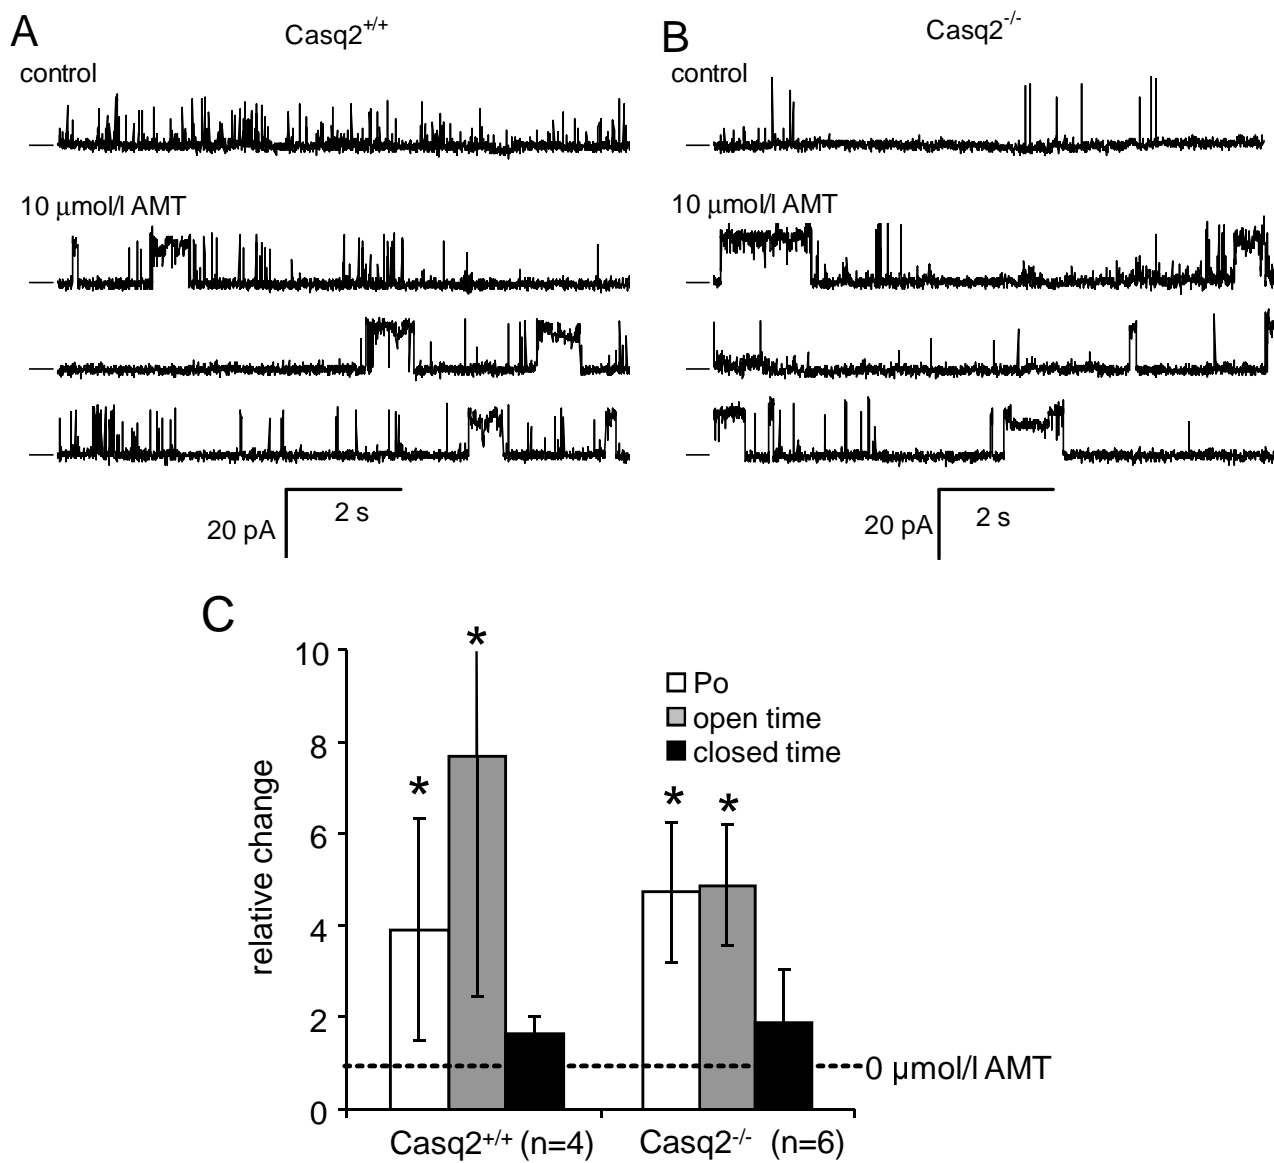 A
Casq2+/+
control
10 μmol/l AMT
20 pA
2 s
B
Casq2-/-
control
10 μmol/l AMT
20 pA
2 s
C
relative change
10
8
6
4
2
0
*
*
*
*
Po
open time
closed time
0 μmol/l AMT
Casq2+/+ (n=4)
Casq2-/- (n=6)